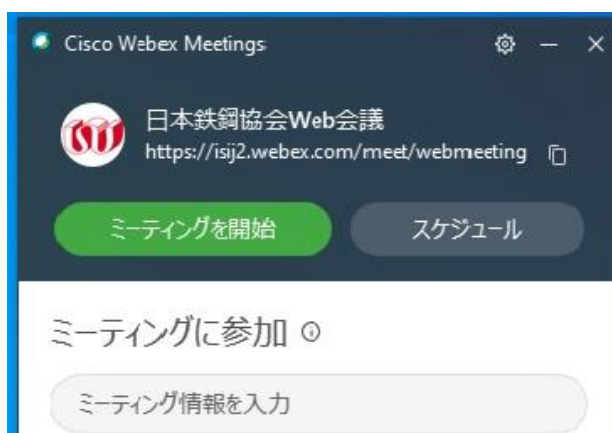 Cisco Webex Meetings
日本鉄鋼協会Web会議
https://isij2.webex.com/meet/webmeeting
ミーティングを開始
スケジュール
ミーティングに参加
ミーティング情報を入力